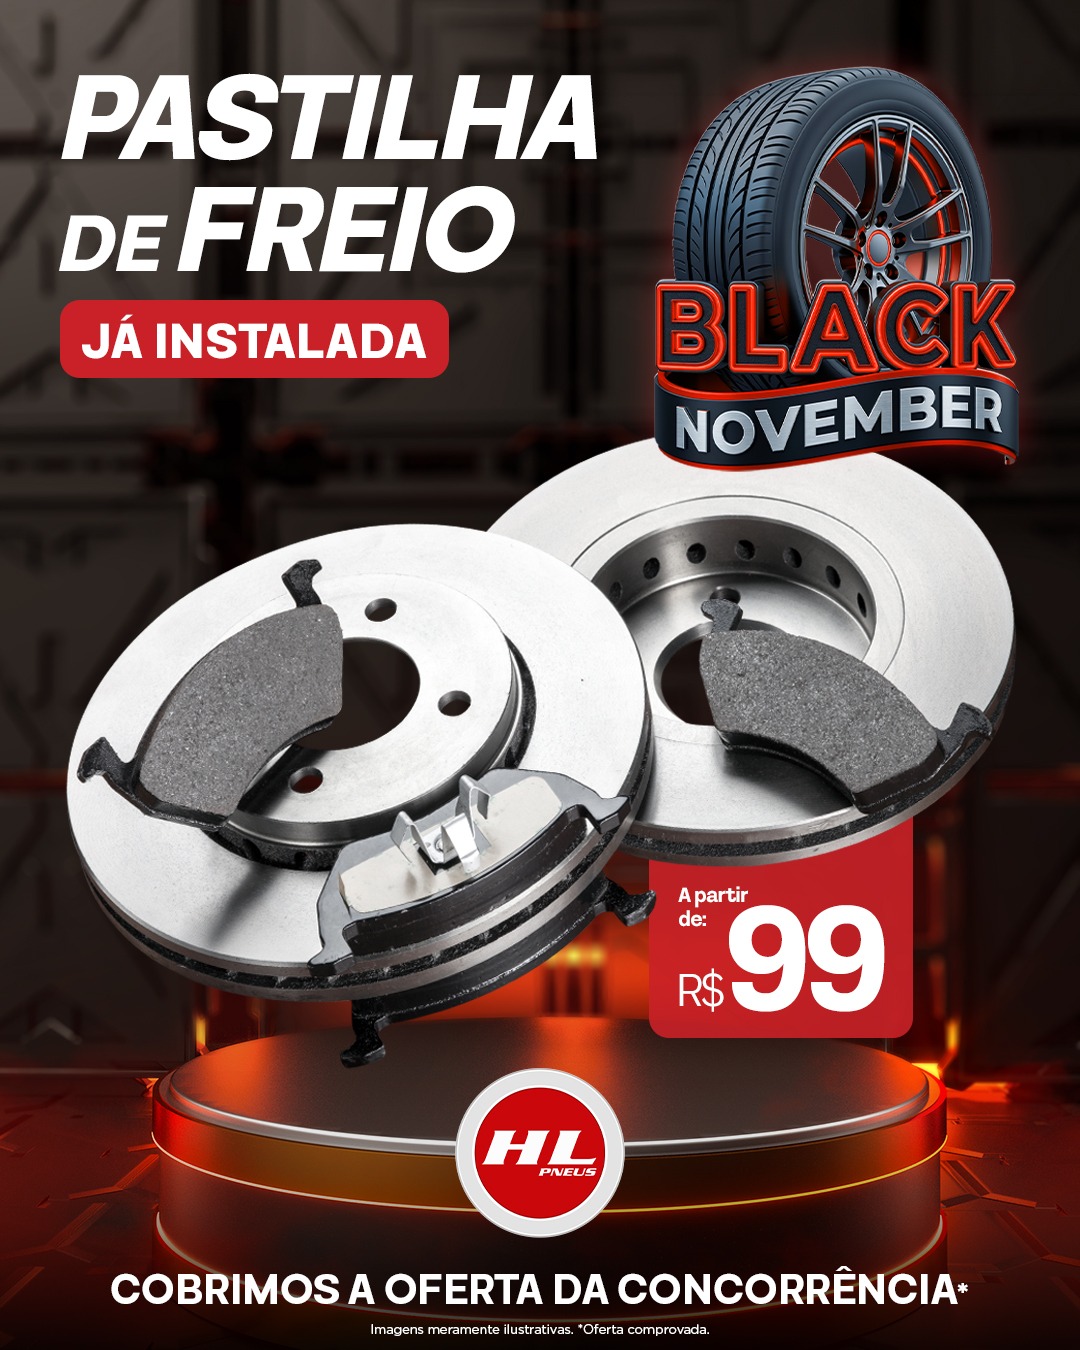 PASTILHA
DE FREIO
JÁ INSTALADA
BLACK
NOVEMBER
A partir
de:
R$ 99
HL
PNEUS
COBRIMOS A OFERTA DA CONCORRÊNCIA*
Imagens meramente ilustrativas. *Oferta comprovada.